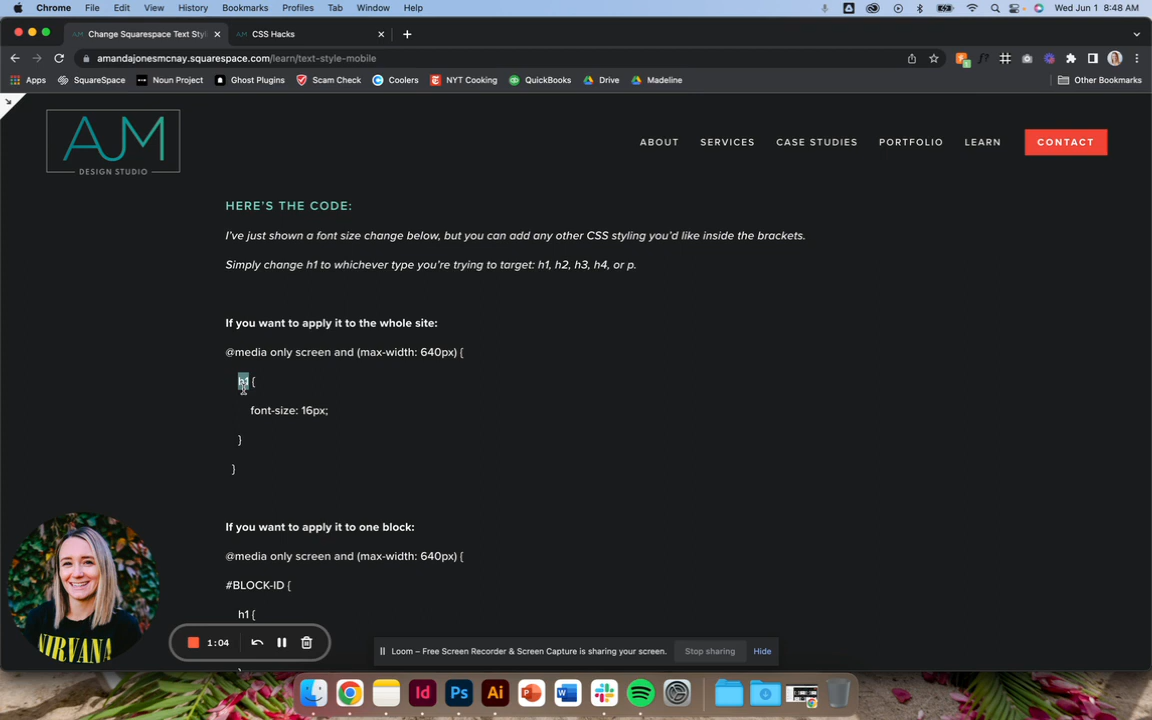 Chrome File Edit View History Bookmarks Profiles Tab Window Help Wed Jun 1 8:48 AM
Change Squarespace Text Styl CSS Hacks
amandajonesmcnay.squarespace.com/learn/text-style-mobile
Apps SquareSpace Noun Project Ghost Plugins Scam Check Coolers NYT Cooking QuickBooks Drive Madeline Other Bookmarks
AJM
DESIGN STUDIO
ABOUT SERVICES CASE STUDIES PORTFOLIO LEARN CONTACT
HERE'S THE CODE:
I've just shown a font size change below, but you can add any other CSS styling you'd like inside the brackets.
Simply change h1 to whichever type you're trying to target: h1, h2, h3, h4, or p.
If you want to apply it to the whole site:
@media only screen and (max-width: 640px) {
h1 {
font-size: 16px;
}
}
If you want to apply it to one block:
@media only screen and (max-width: 640px) {
#BLOCK-ID {
h1 {
NIRVANA
1:04
Loom – Free Screen Recorder & Screen Capture is sharing your screen. Stop sharing Hide
Id Ps Ai P W